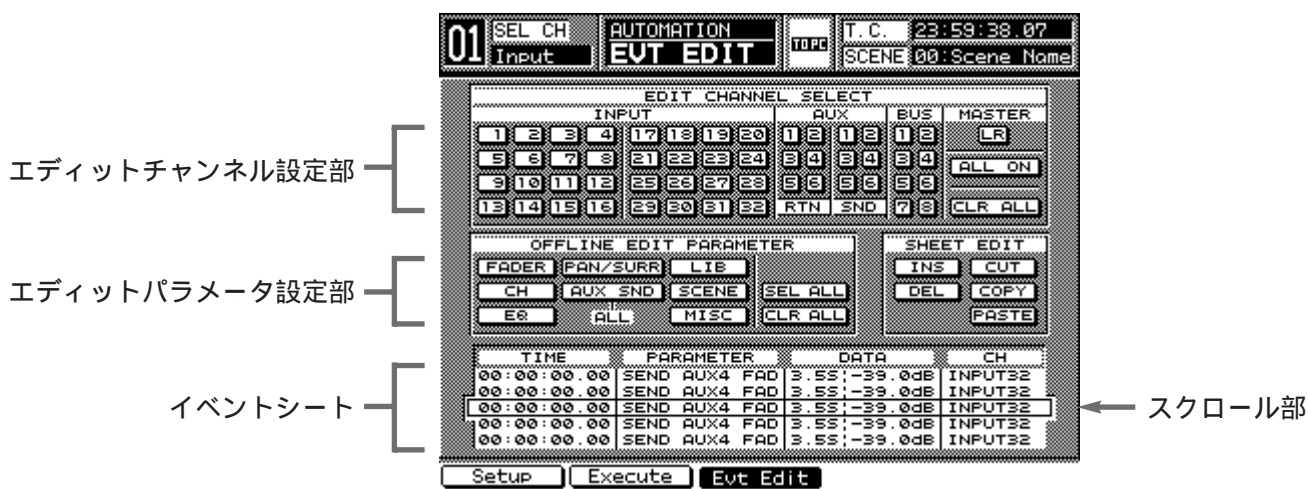 01 SEL CH AUTOMATION TO PC T.C. 23:59:38.07
Input EVT EDIT SCENE 00:Scene Name
EDIT CHANNEL SELECT
INPUT AUX BUS MASTER
1 2 3 4 17 18 19 20 1 2 1 2 1 2 LR
5 6 7 8 21 22 23 24 3 4 3 4 3 4 ALL ON
9 10 11 12 25 26 27 28 5 6 5 6 5 6
13 14 15 16 29 30 31 32 RTN SND 7 8 CLR ALL
エディットチャンネル設定部
OFFLINE EDIT PARAMETER SHEET EDIT
FADER PAN/SURR LIB INS CUT
CH AUX SND SCENE SEL ALL DEL COPY
EQ ALL MISC CLR ALL PASTE
エディットパラメータ設定部
TIME PARAMETER DATA CH
00:00:00.00 SEND AUX4 FAD 3.5S -39.0dB INPUT32
00:00:00.00 SEND AUX4 FAD 3.5S -39.0dB INPUT32
00:00:00.00 SEND AUX4 FAD 3.5S -39.0dB INPUT32
00:00:00.00 SEND AUX4 FAD 3.5S -39.0dB INPUT32
00:00:00.00 SEND AUX4 FAD 3.5S -39.0dB INPUT32
イベントシート
スクロール部
Setup Execute Evt Edit